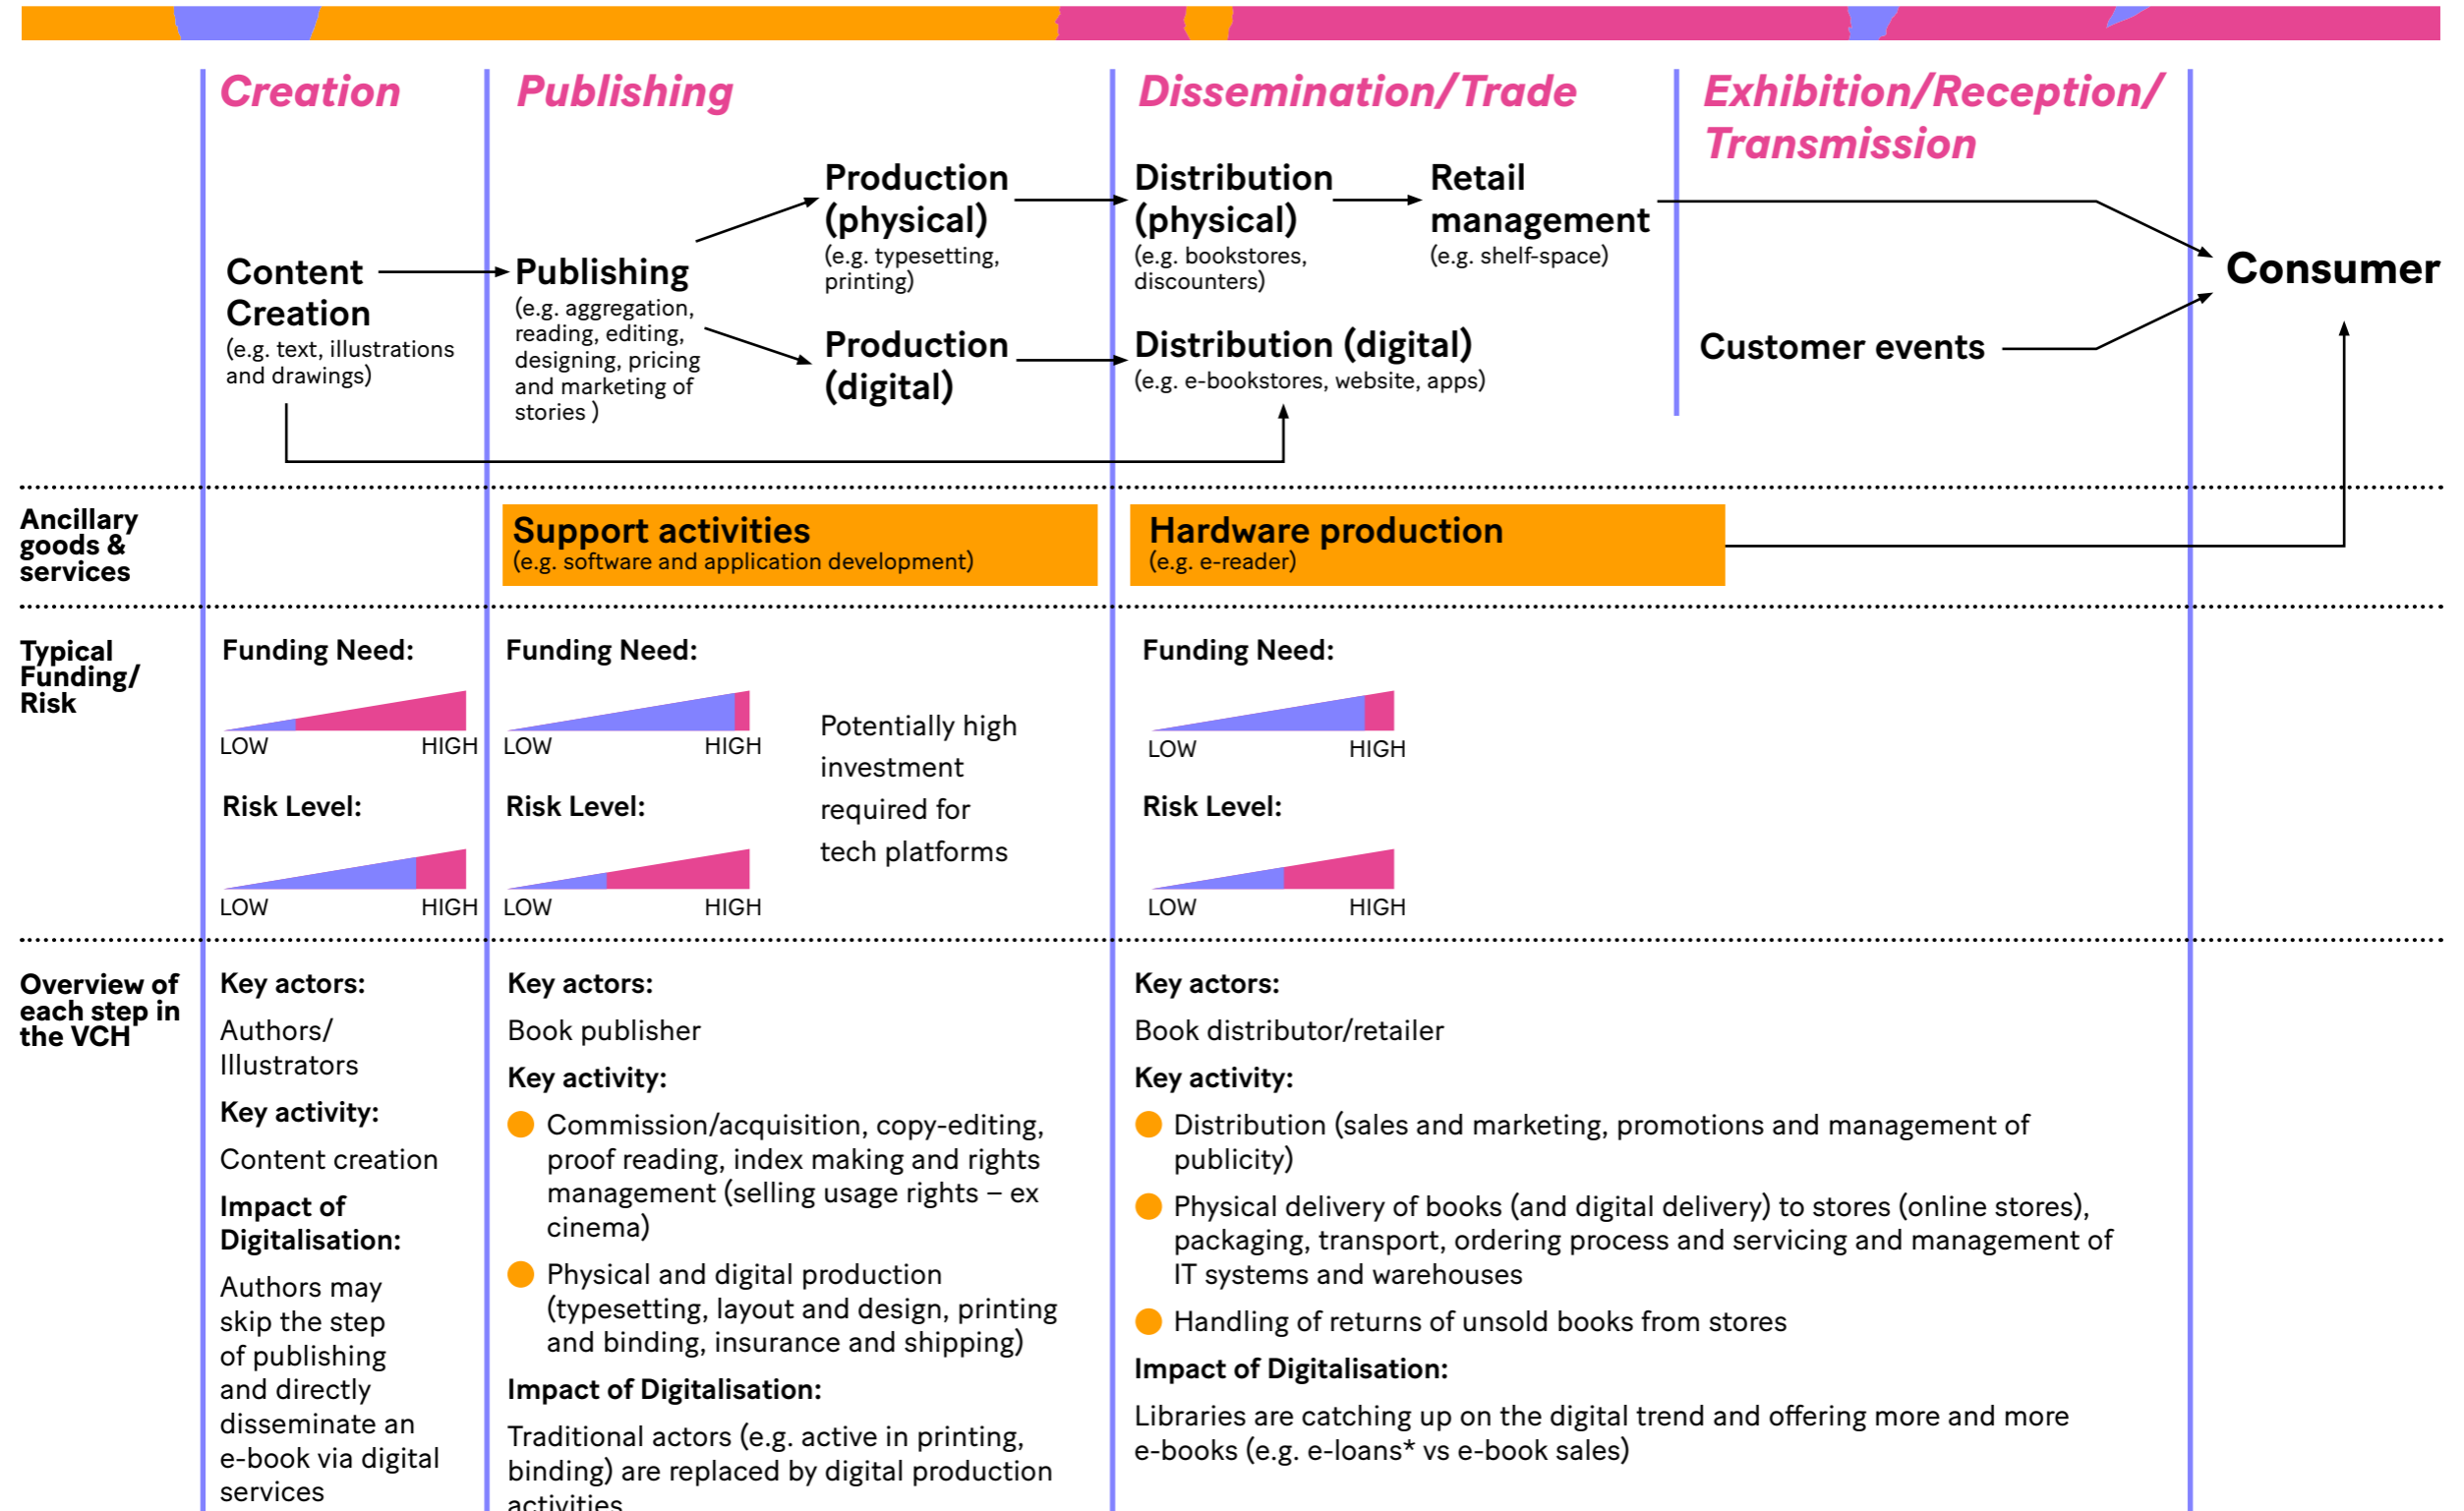 Creation
Publishing
Dissemination/Trade
Exhibition/Reception/
Transmission
Content
Creation
(e.g. text, illustrations
and drawings)
Publishing
(e.g. aggregation,
reading, editing,
designing, pricing
and marketing of
stories )
Production
(physical)
(e.g. typesetting,
printing)
Production
(digital)
Distribution
(physical)
(e.g. bookstores,
discounters)
Retail
management
(e.g. shelf-space)
Distribution (digital)
(e.g. e-bookstores, website, apps)
Customer events
Consumer
Ancillary
goods &
services
Support activities
(e.g. software and application development)
Hardware production
(e.g. e-reader)
Typical
Funding/
Risk
Funding Need:
LOW HIGH
Risk Level:
LOW HIGH
Funding Need:
LOW HIGH
Risk Level:
LOW HIGH
Potentially high
investment
required for
tech platforms
Funding Need:
LOW HIGH
Risk Level:
LOW HIGH
Overview of
each step in
the VCH
Key actors:
Authors/
Illustrators
Key activity:
Content creation
Impact of
Digitalisation:
Authors may
skip the step
of publishing
and directly
disseminate an
e-book via digital
services
Key actors:
Book publisher
Key activity:
Commission/acquisition, copy-editing,
proof reading, index making and rights
management (selling usage rights – ex
cinema)
Physical and digital production
(typesetting, layout and design, printing
and binding, insurance and shipping)
Impact of Digitalisation:
Traditional actors (e.g. active in printing,
binding) are replaced by digital production
activities
Key actors:
Book distributor/retailer
Key activity:
Distribution (sales and marketing, promotions and management of
publicity)
Physical delivery of books (and digital delivery) to stores (online stores),
packaging, transport, ordering process and servicing and management of
IT systems and warehouses
Handling of returns of unsold books from stores
Impact of Digitalisation:
Libraries are catching up on the digital trend and offering more and more
e-books (e.g. e-loans* vs e-book sales)